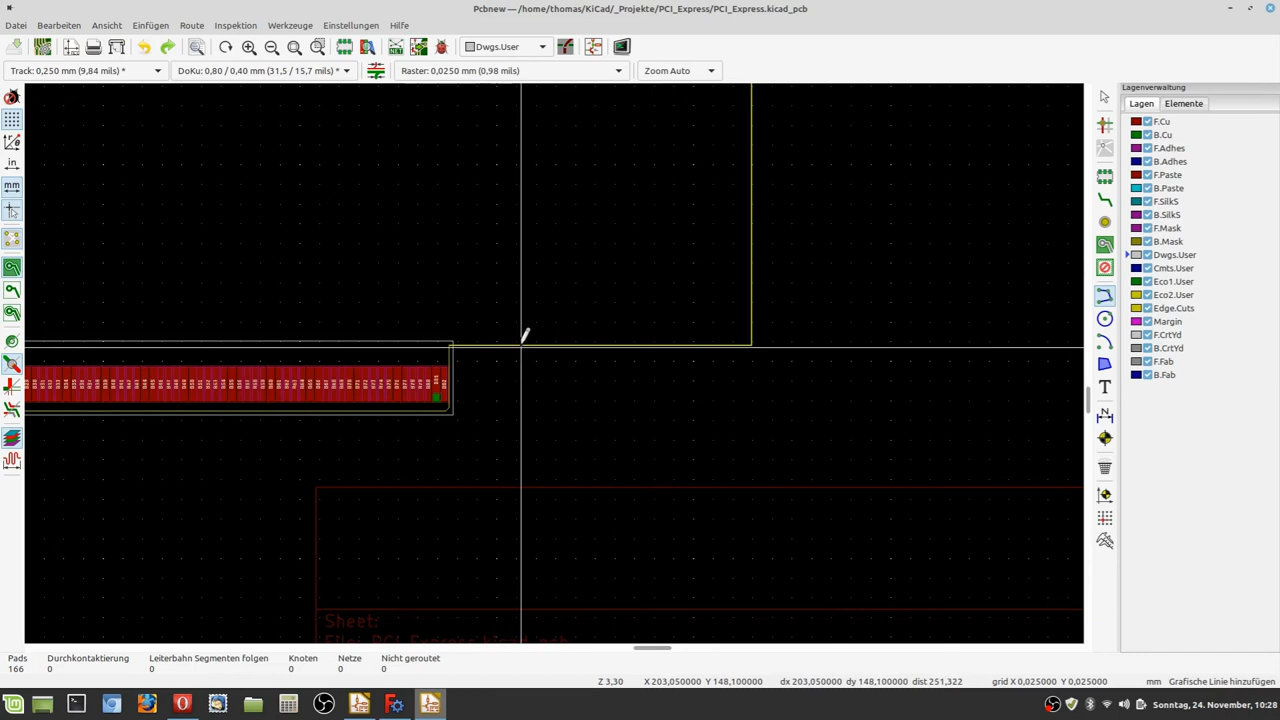 Pcbnew — /home/thomas/KiCad/_Projekte/PCI_Express/PCI_Express.kicad_pcb
Datei Bearbeiten Ansicht Einfügen Route Inspektion Werkzeuge Einstellungen Hilfe
Dwgs.User
Track: 0,250 mm (9,84 mils) * DoKu: 0,80 / 0,40 mm (31,5 / 15,7 mils) * Raster: 0,0250 mm (0,98 mils) Zoom Auto
Lagenverwaltung
Lagen Elemente
F.Cu
B.Cu
F.Adhes
B.Adhes
F.Paste
B.Paste
F.SilkS
B.SilkS
F.Mask
B.Mask
Dwgs.User
Cmts.User
Eco1.User
Eco2.User
Edge.Cuts
Margin
F.CrtYd
B.CrtYd
F.Fab
B.Fab
in
mm
NET
T
N
Sheet:
File: PCI_Express.kicad_pcb
Pads Durchkontaktierung Leiterbahn Segmenten folgen Knoten Netze Nicht geroutet
166 0 0 0 0 0
Z 3,30 X 203,050000 Y 148,100000 dx 203,050000 dy 148,100000 dist 251,322 grid X 0,025000 Y 0,025000 mm Grafische Linie hinzufügen
Sonntag, 24. November, 10:28